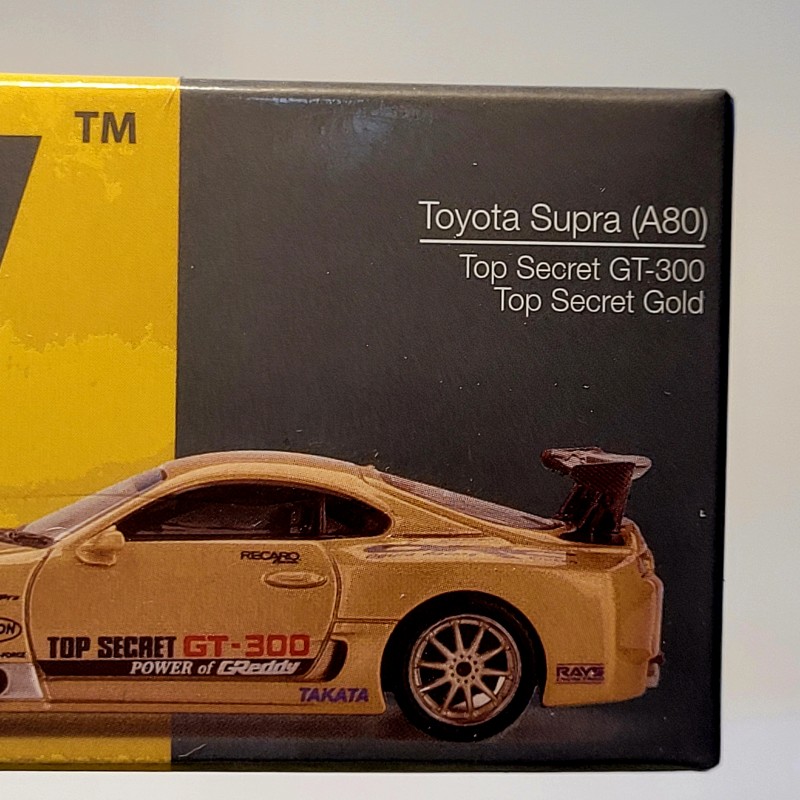 TM
Toyota Supra (A80)
Top Secret GT-300
Top Secret Gold
RECARO
TOP SECRET GT-300
POWER of GReddy
TAKATA
RAYS